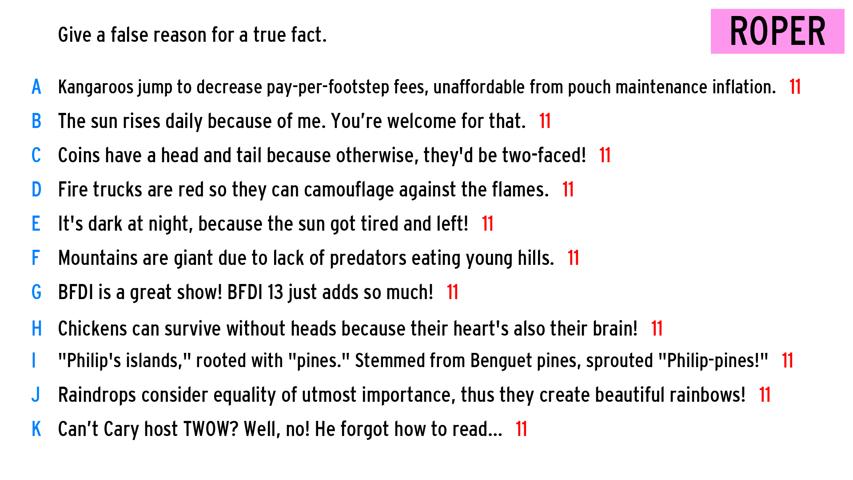 Give a false reason for a true fact.
ROPER
A Kangaroos jump to decrease pay-per-footstep fees, unaffordable from pouch maintenance inflation. 11
B The sun rises daily because of me. You’re welcome for that. 11
C Coins have a head and tail because otherwise, they'd be two-faced! 11
D Fire trucks are red so they can camouflage against the flames. 11
E It's dark at night, because the sun got tired and left! 11
F Mountains are giant due to lack of predators eating young hills. 11
G BFDI is a great show! BFDI 13 just adds so much! 11
H Chickens can survive without heads because their heart's also their brain! 11
I "Philip's islands," rooted with "pines." Stemmed from Benguet pines, sprouted "Philip-pines!" 11
J Raindrops consider equality of utmost importance, thus they create beautiful rainbows! 11
K Can’t Cary host TWOW? Well, no! He forgot how to read... 11